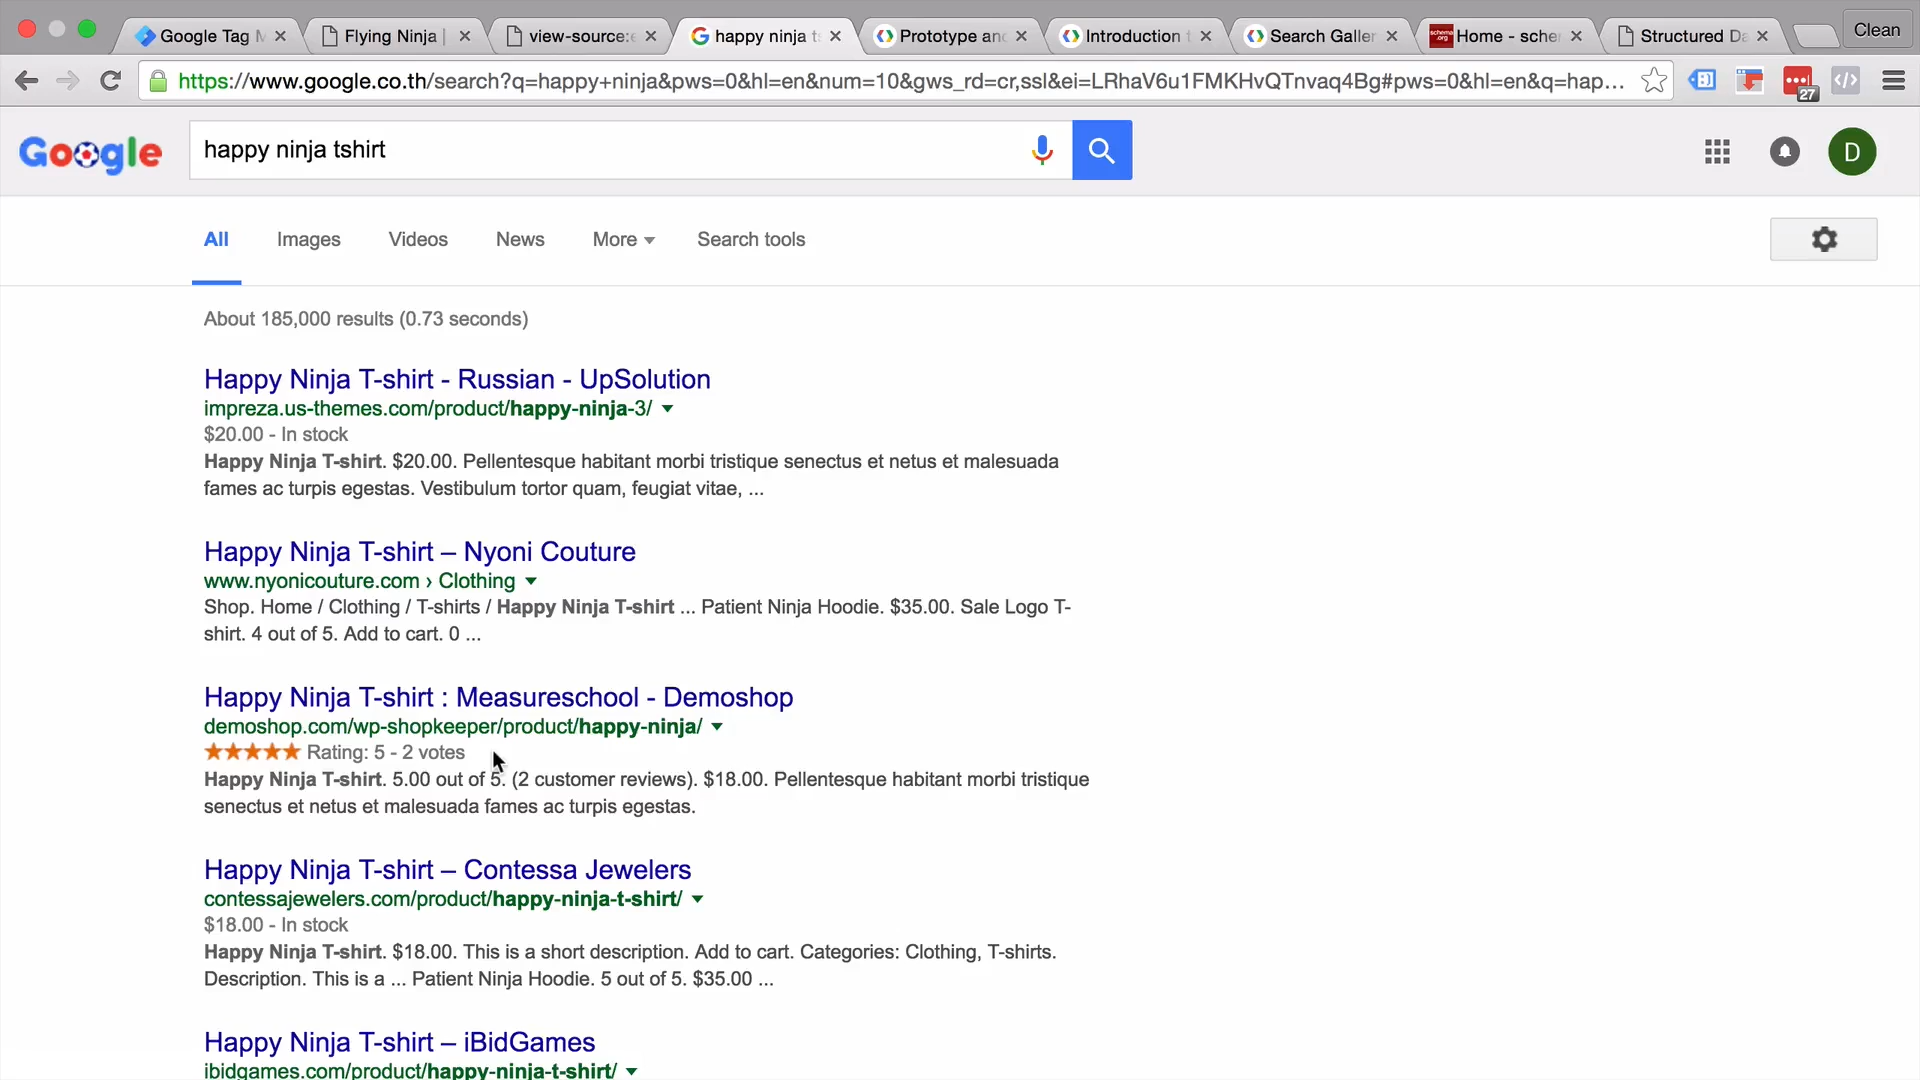 Google Tag M
Flying Ninja |
view-source:e
happy ninja ts
Prototype and
Introduction t
Search Galler
Home - schem
Structured Da
Clean
https://www.google.co.th/search?q=happy+ninja&pws=0&hl=en&num=10&gws_rd=cr,ssl&ei=LRhaV6u1FMKHvQTnvaq4Bg#pws=0&hl=en&q=hap...
27
Google
happy ninja tshirt
D
All
Images
Videos
News
More
Search tools
About 185,000 results (0.73 seconds)
Happy Ninja T-shirt - Russian - UpSolution
impreza.us-themes.com/product/happy-ninja-3/
$20.00 - In stock
Happy Ninja T-shirt. $20.00. Pellentesque habitant morbi tristique senectus et netus et malesuada
fames ac turpis egestas. Vestibulum tortor quam, feugiat vitae, ...
Happy Ninja T-shirt – Nyoni Couture
www.nyonicouture.com › Clothing
Shop. Home / Clothing / T-shirts / Happy Ninja T-shirt ... Patient Ninja Hoodie. $35.00. Sale Logo T-
shirt. 4 out of 5. Add to cart. 0 ...
Happy Ninja T-shirt : Measureschool - Demoshop
demoshop.com/wp-shopkeeper/product/happy-ninja/
Rating: 5 - 2 votes
Happy Ninja T-shirt. 5.00 out of 5. (2 customer reviews). $18.00. Pellentesque habitant morbi tristique
senectus et netus et malesuada fames ac turpis egestas.
Happy Ninja T-shirt – Contessa Jewelers
contessajewelers.com/product/happy-ninja-t-shirt/
$18.00 - In stock
Happy Ninja T-shirt. $18.00. This is a short description. Add to cart. Categories: Clothing, T-shirts.
Description. This is a ... Patient Ninja Hoodie. 5 out of 5. $35.00 ...
Happy Ninja T-shirt – iBidGames
ibidgames.com/product/happy-ninja-t-shirt/